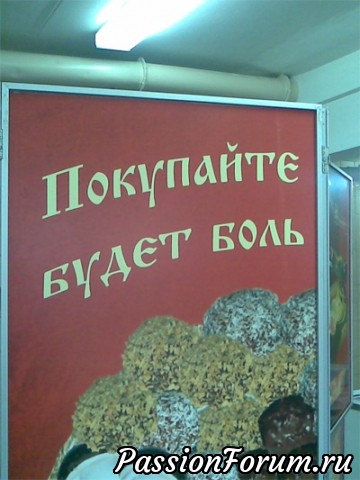 Покупайте
будет боль
PassionForum.ru